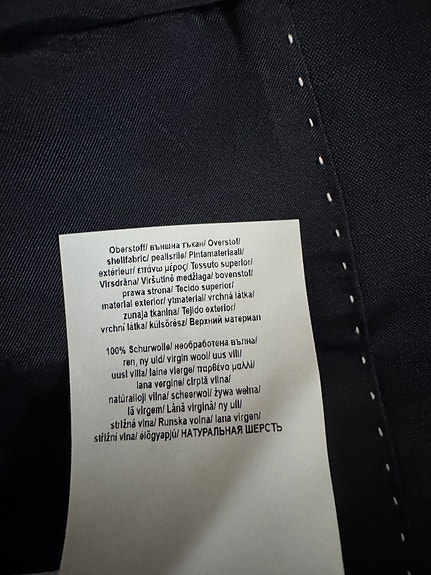 Oberstoff/ външна тъкан/ Overstof/
shellfabric/ pealisriie/ Pintamateriaali/
extérieur/ επάνω μέρος/ Tessuto superior/
Virsdrāna/ Viršutinė medžiaga/ bovenstof/
prawa strona/ Tecido superior/
material exterior/ ytmaterial/ vrchná látka/
zunaja tkanina/ Tejido exterior/
vrchní látka/ külsőrész/ Верхний материал
100% Schurwolle/ необработена вълна/
ren, ny uld/ virgin wool/ uus vill/
uusi villa/ laine vierge/ παρθένο μαλλί/
lana vergine/ cirptā vilna/
natūralioji vilna/ scheerwol/ żywa wełna/
lã virgem/ Lână virgină/ ny ull/
strižná vlna/ Runska volna/ lana virgen/
střižní vlna/ élőgyapjú/ НАТУРАЛЬНАЯ ШЕРСТЬ